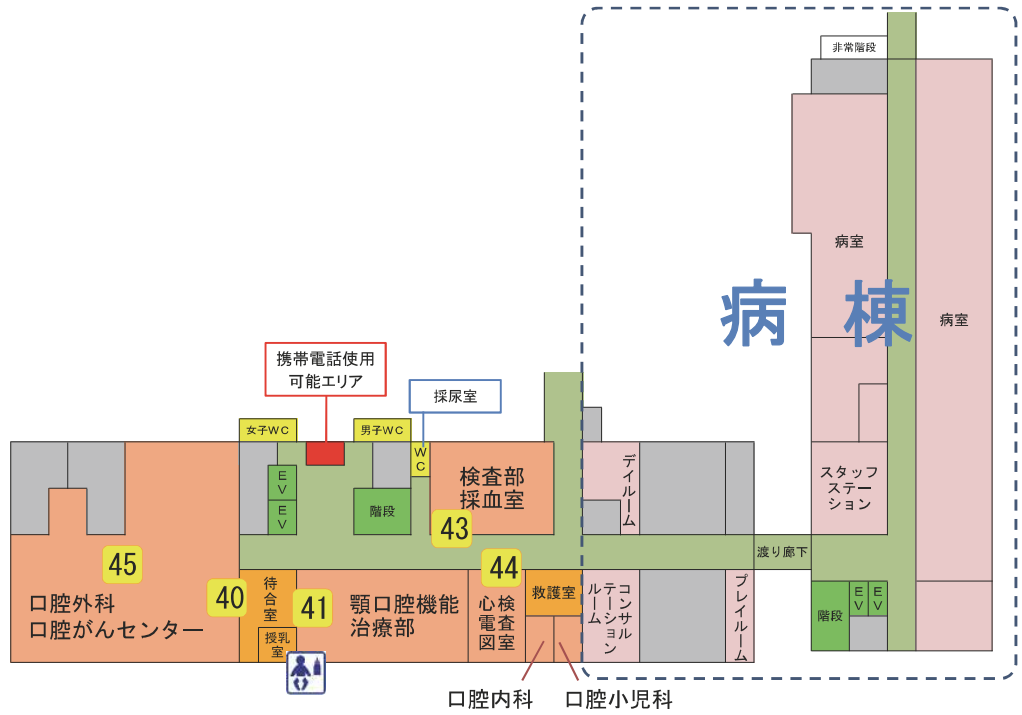 非常階段
病室
病室
病棟
携帯電話使用
可能エリア
採尿室
女子WC
男子WC
WC
EV
EV
階段
検査部
採血室
43
デイルーム
スタッフ
ステー
ション
渡り廊下
45
口腔外科
口腔がんセンター
40
待合室
授乳
室
41
顎口腔機能
治療部
44
心電図
検査室
救護室
コンサル
テーション
ルーム
プレイルーム
階段
EV
EV
口腔内科
口腔小児科